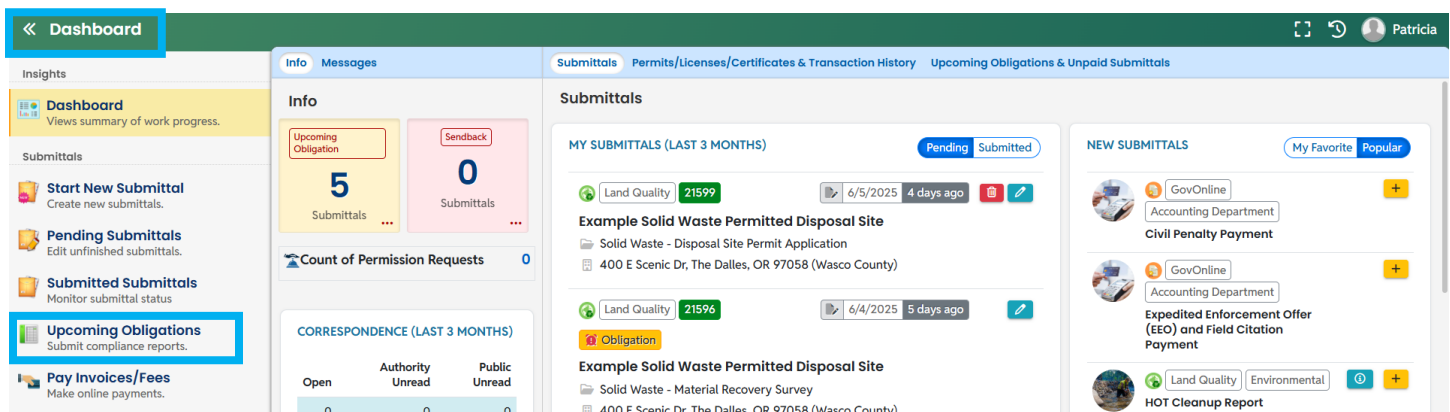 Dashboard
Patricia
Insights
Dashboard
Views summary of work progress.
Submittals
Start New Submittal
Create new submittals.
Pending Submittals
Edit unfinished submittals.
Submitted Submittals
Monitor submittal status
Upcoming Obligations
Submit compliance reports.
Pay Invoices/Fees
Make online payments.
Info Messages
Info
Upcoming
Obligation
5
Submittals
Sendback
0
Submittals
Count of Permission Requests 0
CORRESPONDENCE (LAST 3 MONTHS)
Open Authority Unread Public Unread
0 0 0
Submittals Permits/Licenses/Certificates & Transaction History Upcoming Obligations & Unpaid Submittals
Submittals
MY SUBMITTALS (LAST 3 MONTHS) Pending Submitted
Land Quality 21599 6/5/2025 4 days ago
Example Solid Waste Permitted Disposal Site
Solid Waste - Disposal Site Permit Application
400 E Scenic Dr, The Dalles, OR 97058 (Wasco County)
Land Quality 21596 6/4/2025 5 days ago
Obligation
Example Solid Waste Permitted Disposal Site
Solid Waste - Material Recovery Survey
400 E Scenic Dr, The Dalles, OR 97058 (Wasco County)
NEW SUBMITTALS My Favorite Popular
GovOnline
Accounting Department
Civil Penalty Payment
GovOnline
Accounting Department
Expedited Enforcement Offer
(EEO) and Field Citation
Payment
Land Quality Environmental
HOT Cleanup Report